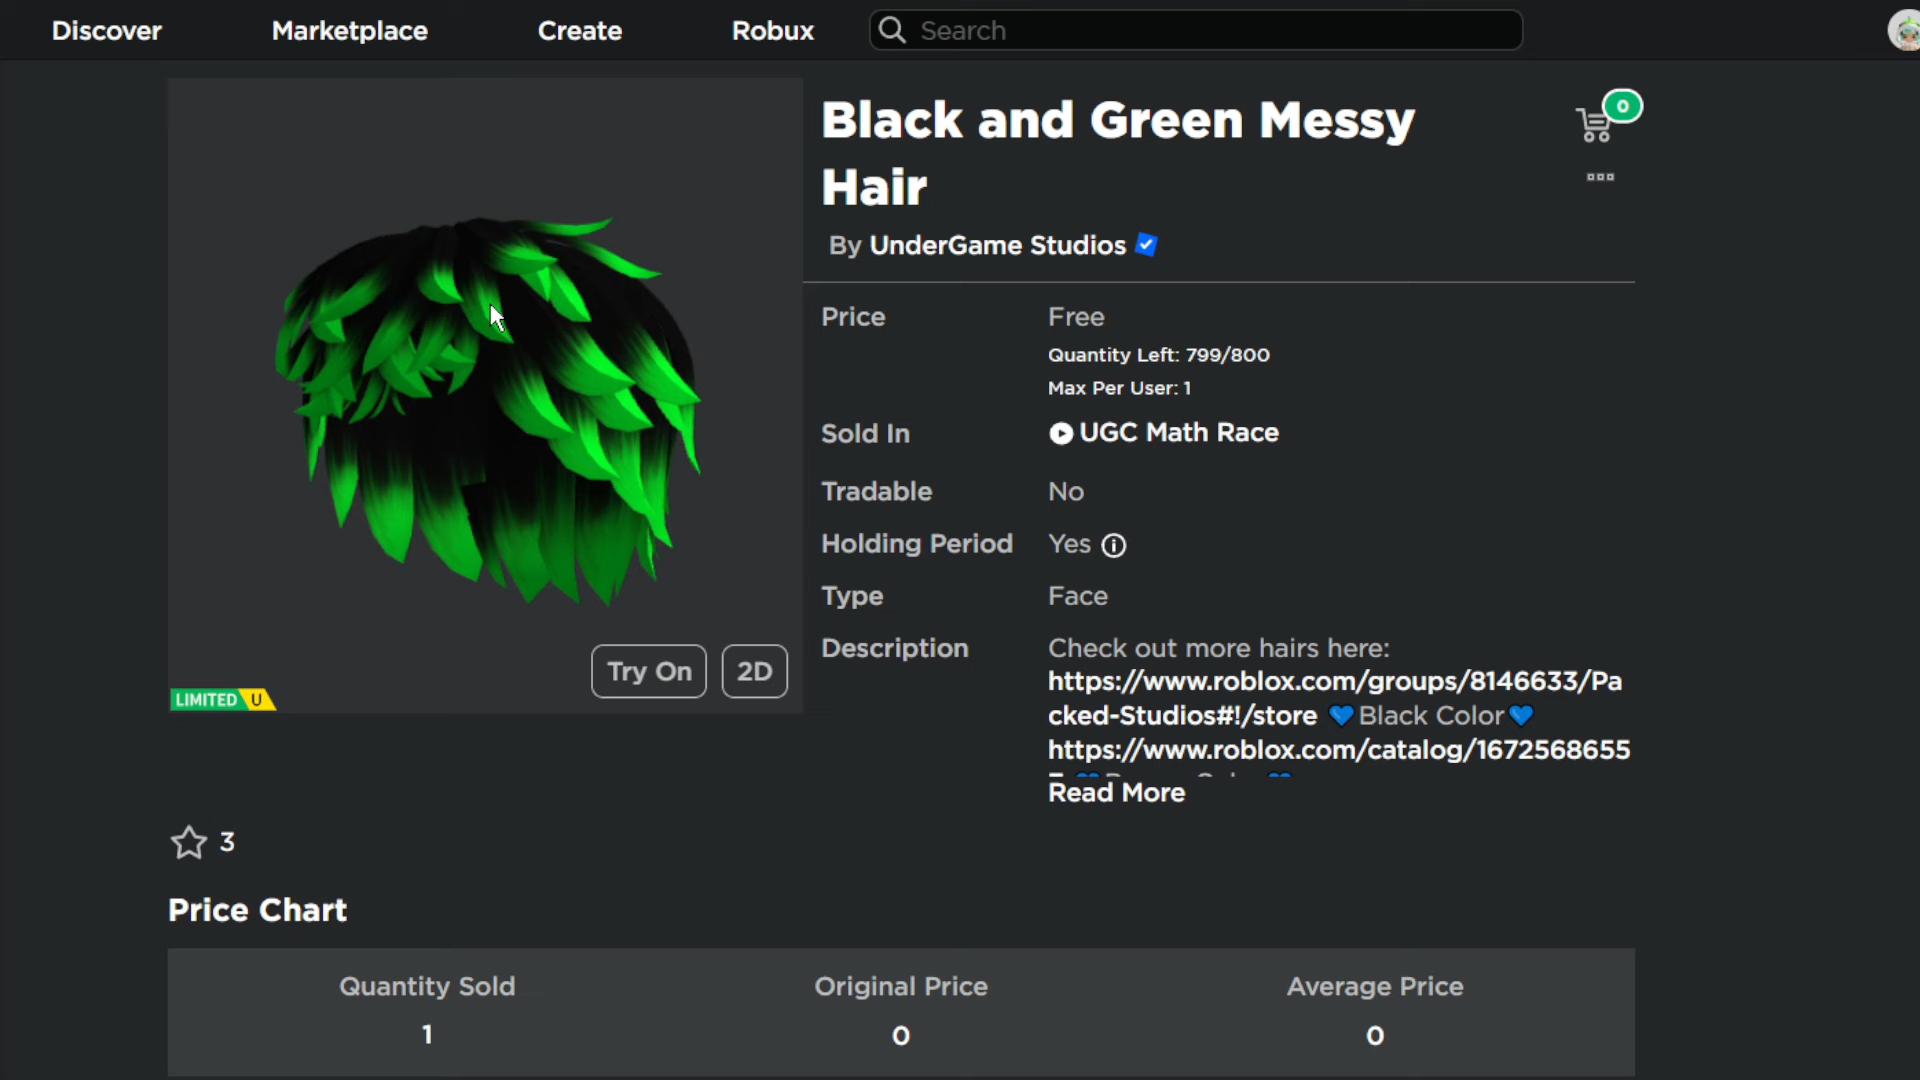 Discover Marketplace Create Robux Search
Black and Green Messy
Hair
0
By UnderGame Studios
Price Free
Quantity Left: 799/800
Max Per User: 1
Sold In UGC Math Race
Tradable No
Holding Period Yes
Type Face
Description Check out more hairs here:
https://www.roblox.com/groups/8146633/Pa
cked-Studios#!/store 💙Black Color💙
https://www.roblox.com/catalog/1672568655
Read More
Try On 2D
LIMITED U
3
Price Chart
Quantity Sold Original Price Average Price
1 0 0